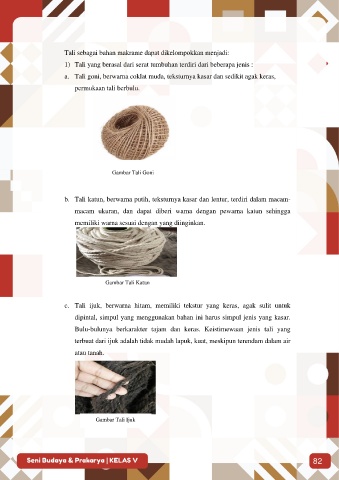 Tali sebagai bahan makrame dapat dikelompokkan menjadi:
1) Tali yang berasal dari serat tumbuhan terdiri dari beberapa jenis :
a. Tali goni, berwarna coklat muda, teksturnya kasar dan sedikit agak keras,
permukaan tali berbulu.
Gambar Tali Goni
b. Tali katun, berwarna putih, teksturnya kasar dan lentur, terdiri dalam macam-
macam ukuran, dan dapat diberi warna dengan pewarna katun sehingga
memiliki warna sesuai dengan yang diinginkan.
Gambar Tali Katun
c. Tali ijuk, berwarna hitam, memiliki tekstur yang keras, agak sulit untuk
dipintal, simpul yang menggunakan bahan ini harus simpul jenis yang kasar.
Bulu-bulunya berkarakter tajam dan keras. Keistimewaan jenis tali yang
terbuat dari ijuk adalah tidak mudah lapuk, kuat, meskipun terendam dalam air
atau tanah.
Gambar Tali Ijuk
Seni Budaya & Prakarya | KELAS V 82